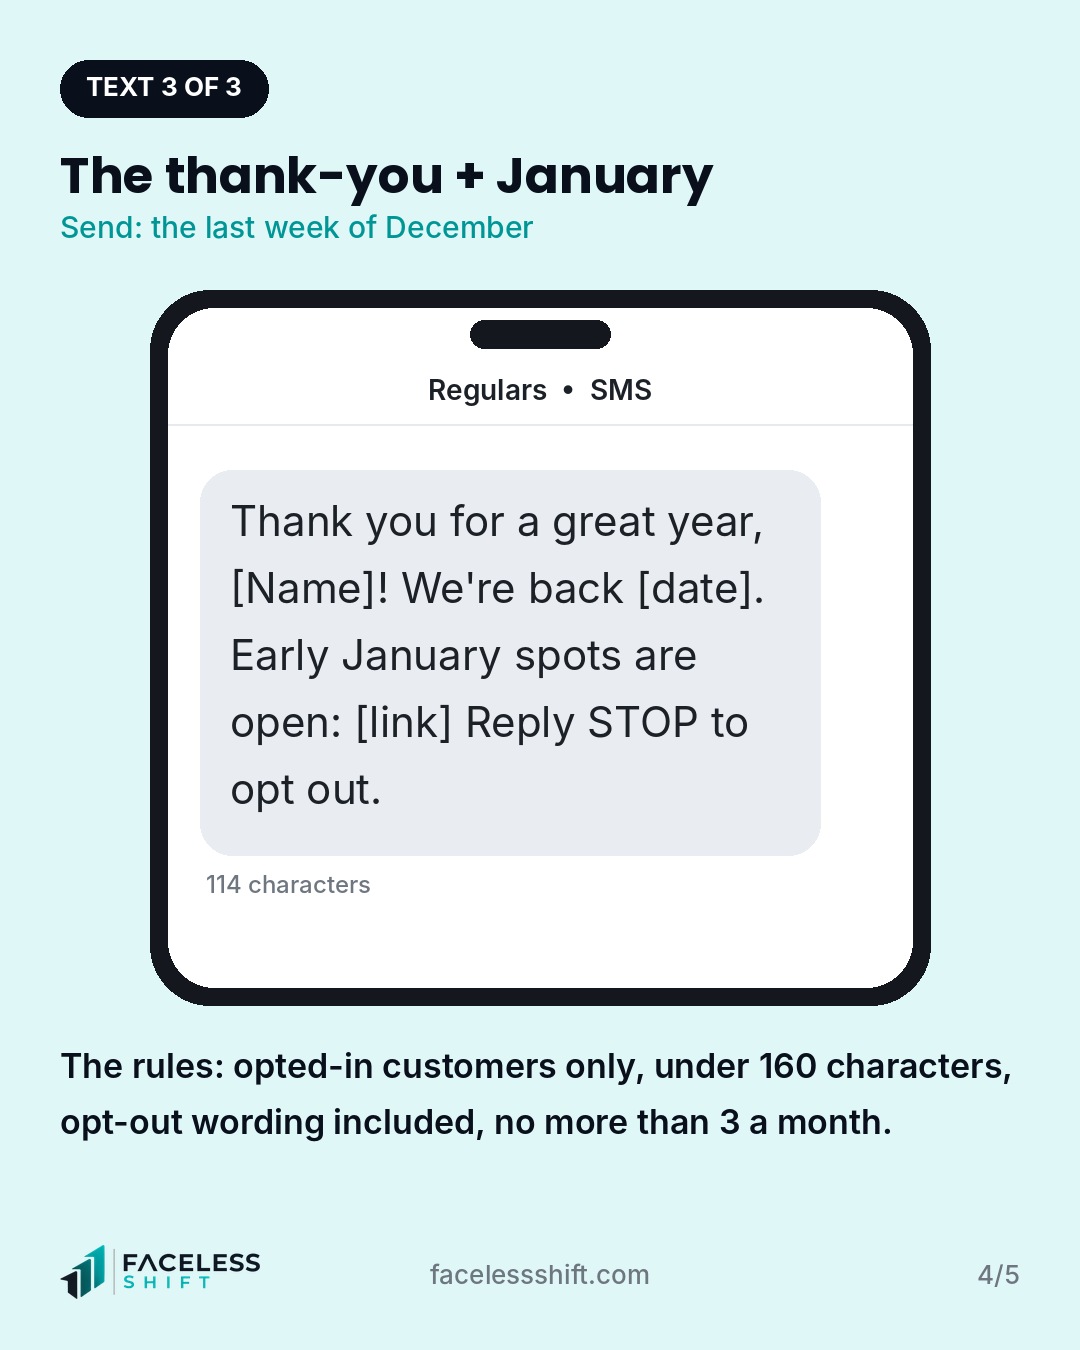 TEXT 3 OF 3
The thank-you + January
Send: the last week of December
Regulars • SMS
Thank you for a great year,
[Name]! We're back [date].
Early January spots are
open: [link] Reply STOP to
opt out.
114 characters
The rules: opted-in customers only, under 160 characters,
opt-out wording included, no more than 3 a month.
FACELESS
SHIFT
facelessshift.com
4/5